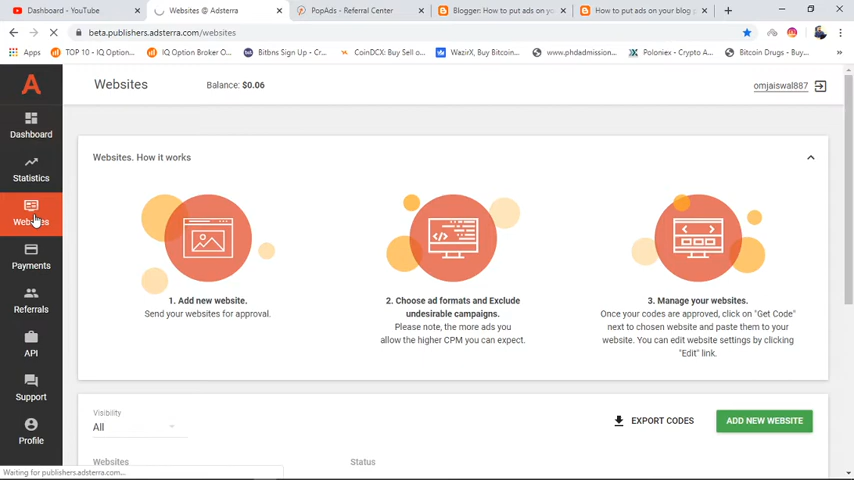 Dashboard - YouTube
Websites @ Adsterra
PopAds - Referral Center
Blogger: How to put ads on yo
How to put ads on your blog p
beta.publishers.adsterra.com/websites
Apps
TOP 10 - IQ Option...
IQ Option Broker O...
Bitbns Sign Up - Cr...
CoinDCX: Buy Sell o...
WazirX, Buy Bitcoin...
www.phdadmission...
Poloniex - Crypto A...
Bitcoin Drugs - Buy...
Websites
Balance: $0.06
omjaiswal887
Dashboard
Statistics
Websites
Payments
Referrals
API
Support
Profile
Websites. How it works
1. Add new website.
Send your websites for approval.
2. Choose ad formats and Exclude
undesirable campaigns.
Please note, the more ads you
allow the higher CPM you can expect.
3. Manage your websites.
Once your codes are approved, click on "Get Code"
next to chosen website and paste them to your
website. You can edit website settings by clicking
"Edit" link.
Visibility
All
EXPORT CODES
ADD NEW WEBSITE
Websites
Status
Waiting for publishers.adsterra.com...